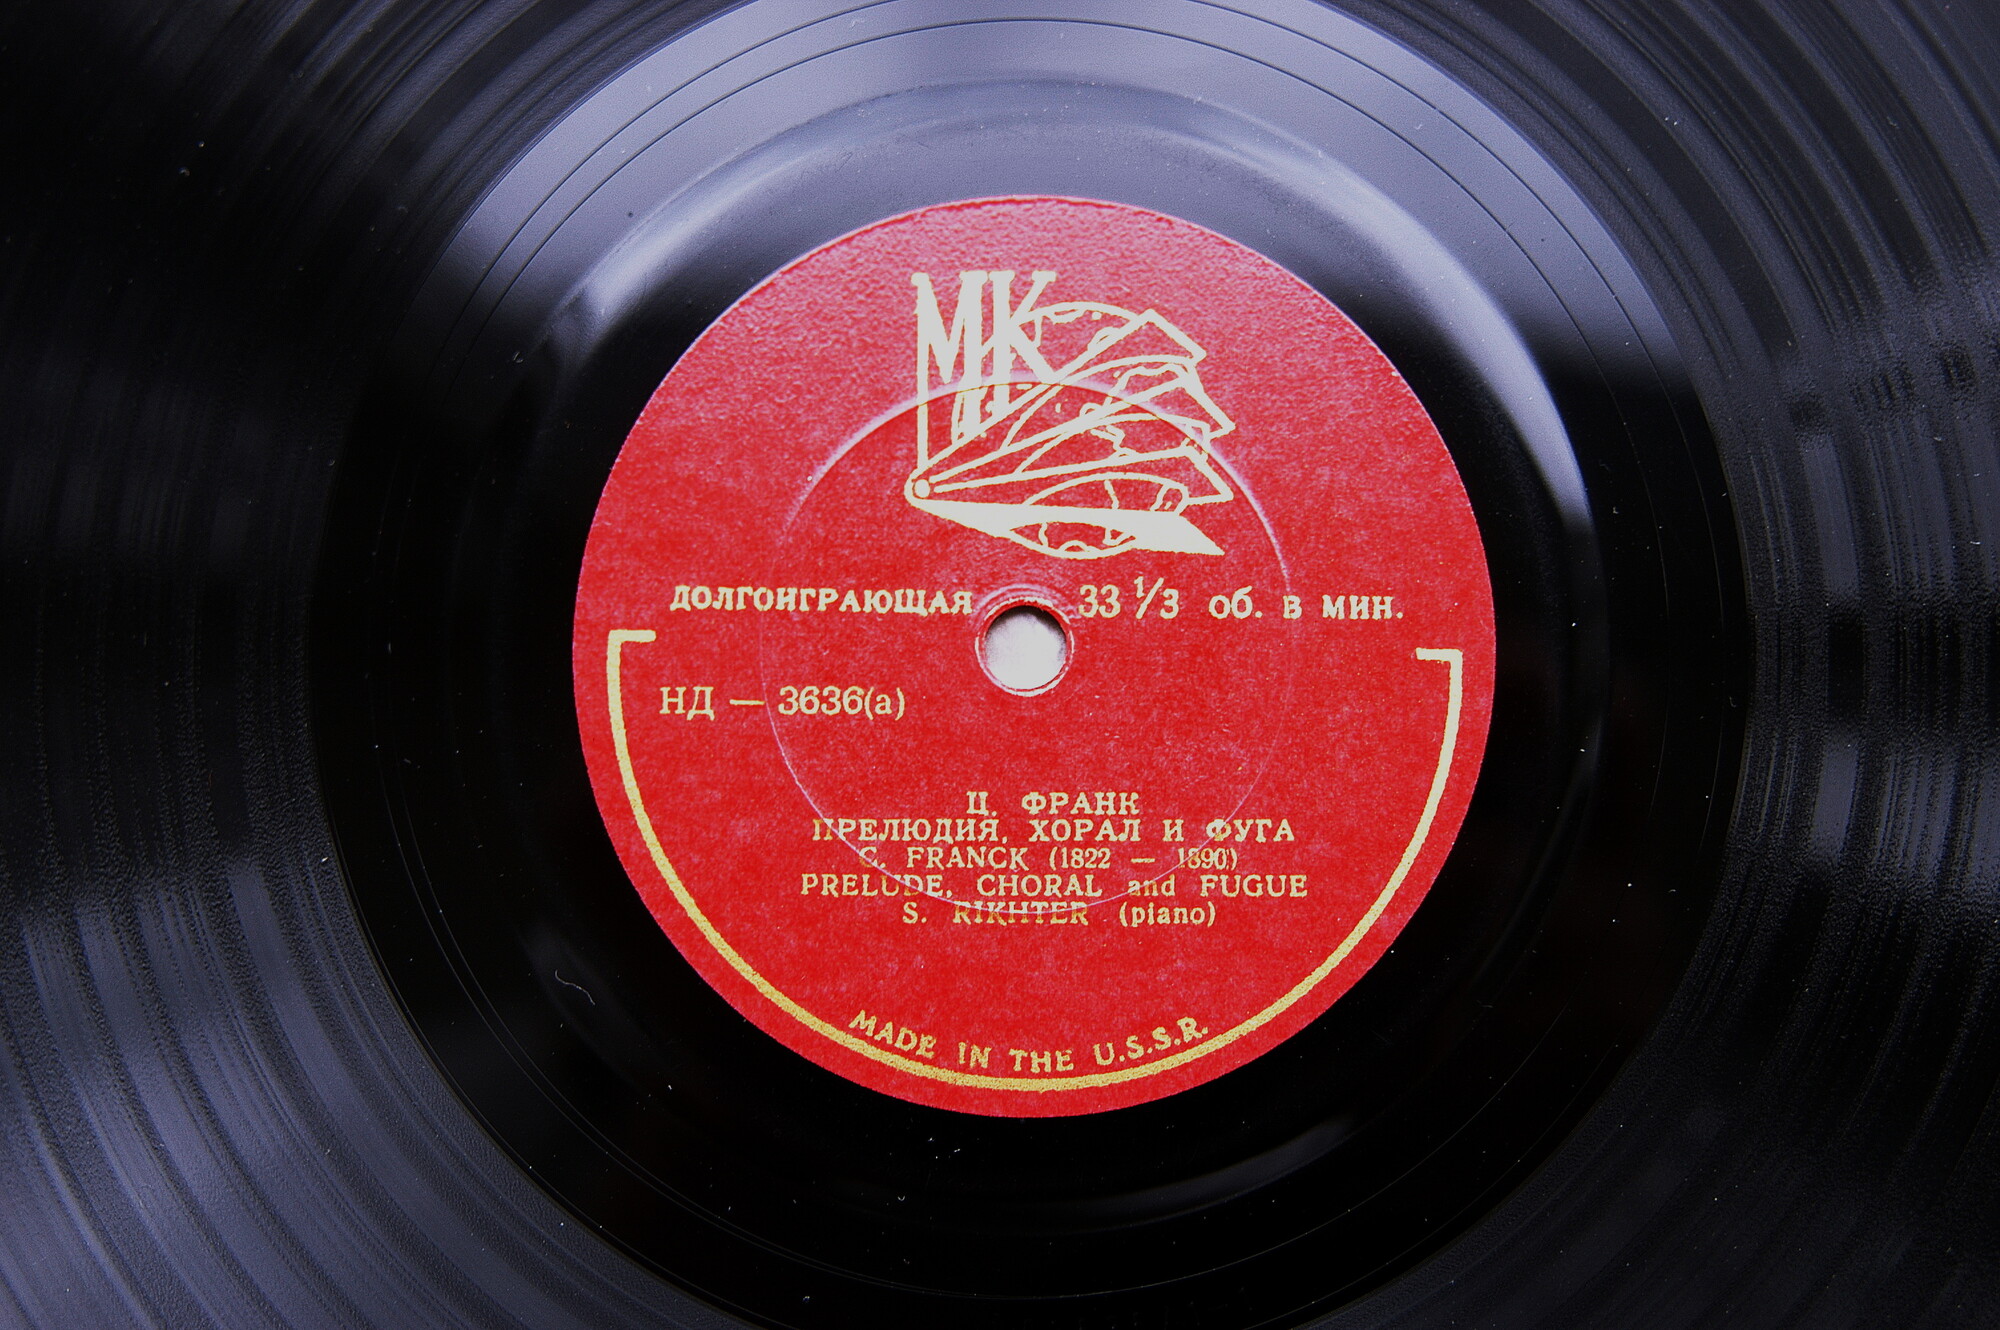 МК
ДОЛГОИГРАЮЩАЯ 33 1/3 об. в мин.
НД — 3636(а)
Ц. ФРАНК
ПРЕЛЮДИЯ, ХОРАЛ И ФУГА
C. FRANCK (1822 — 1890)
PRELUDE, CHORAL and FUGUE
S. RIKHTER (piano)
MADE IN THE U.S.S.R.